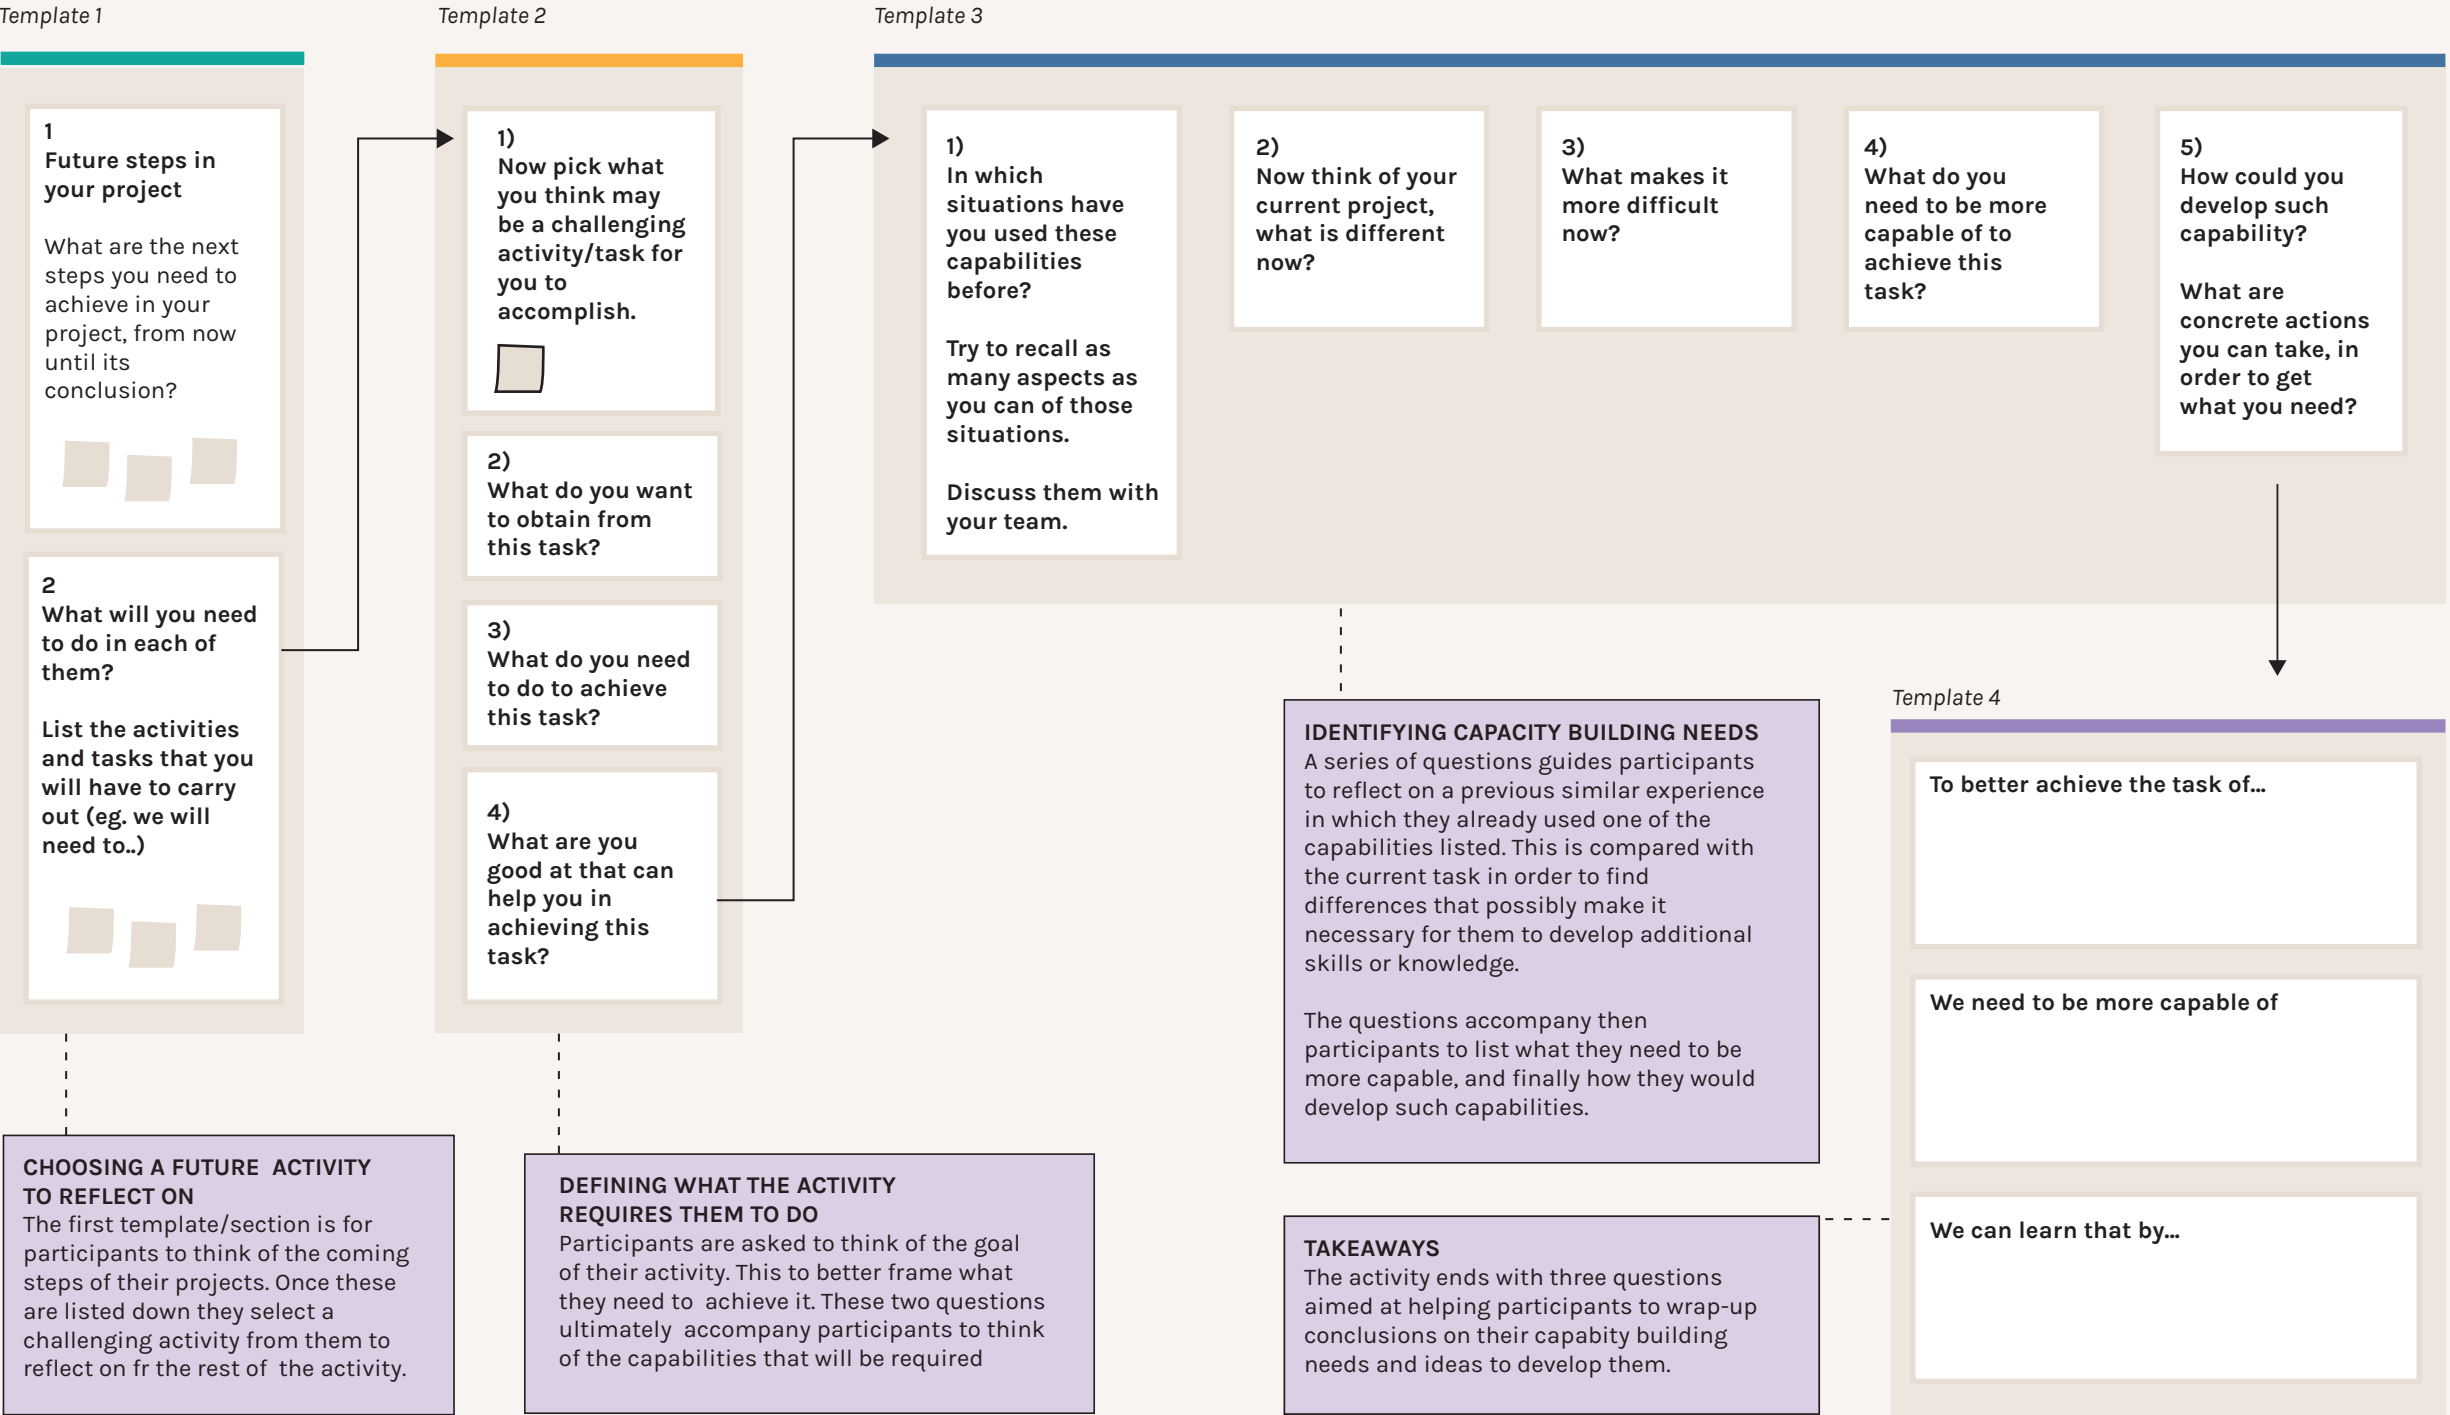 Template 1
1
Future steps in
your project
What are the next
steps you need to
achieve in your
project, from now
until its
conclusion?
2
What will you need
to do in each of
them?
List the activities
and tasks that you
will have to carry
out (eg. we will
need to..)
CHOOSING A FUTURE  ACTIVITY
TO REFLECT ON
The first template/section is for
participants to think of the coming
steps of their projects. Once these
are listed down they select a
challenging activity from them to
reflect on fr the rest of  the activity.
Template 2
1)
Now pick what
you think may
be a challenging
activity/task for
you to
accomplish.
2)
What do you want
to obtain from
this task?
3)
What do you need
to do to achieve
this task?
4)
What are you
good at that can
help you in
achieving this
task?
DEFINING WHAT THE ACTIVITY
REQUIRES THEM TO DO
Participants are asked to think of the goal
of their activity. This to better frame what
they need to  achieve it. These two questions
ultimately  accompany participants to think
of the capabilities that will be required
Template 3
1)
In which
situations have
you used these
capabilities
before?
Try to recall as
many aspects as
you can of those
situations.
Discuss them with
your team.
2)
Now think of your
current project,
what is different
now?
3)
What makes it
more difficult
now?
4)
What do you
need to be more
capable of to
achieve this
task?
5)
How could you
develop such
capability?
What are
concrete actions
you can take, in
order to get
what you need?
IDENTIFYING CAPACITY BUILDING NEEDS
A series of questions guides participants
to reflect on a previous similar experience
in which they already used one of the
capabilities listed. This is compared with
the current task in order to find
differences that possibly make it
necessary for them to develop additional
skills or knowledge.
The questions accompany then
participants to list what they need to be
more capable, and finally how they would
develop such capabilities.
TAKEAWAYS
The activity ends with three questions
aimed at helping participants to wrap-up
conclusions on their capabity building
needs and ideas to develop them.
Template 4
To better achieve the task of...
We need to be more capable of
We can learn that by...